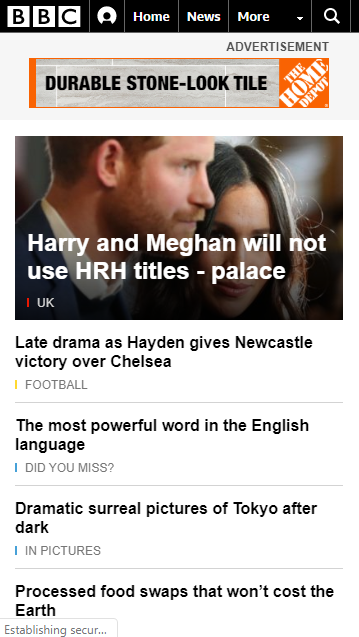 BBC Home News More
ADVERTISEMENT
DURABLE STONE-LOOK TILE
THE
HOME
DEPOT
Harry and Meghan will not
use HRH titles - palace
UK
Late drama as Hayden gives Newcastle
victory over Chelsea
FOOTBALL
The most powerful word in the English
language
DID YOU MISS?
Dramatic surreal pictures of Tokyo after
dark
IN PICTURES
Processed food swaps that won’t cost the
Earth
Establishing secur...